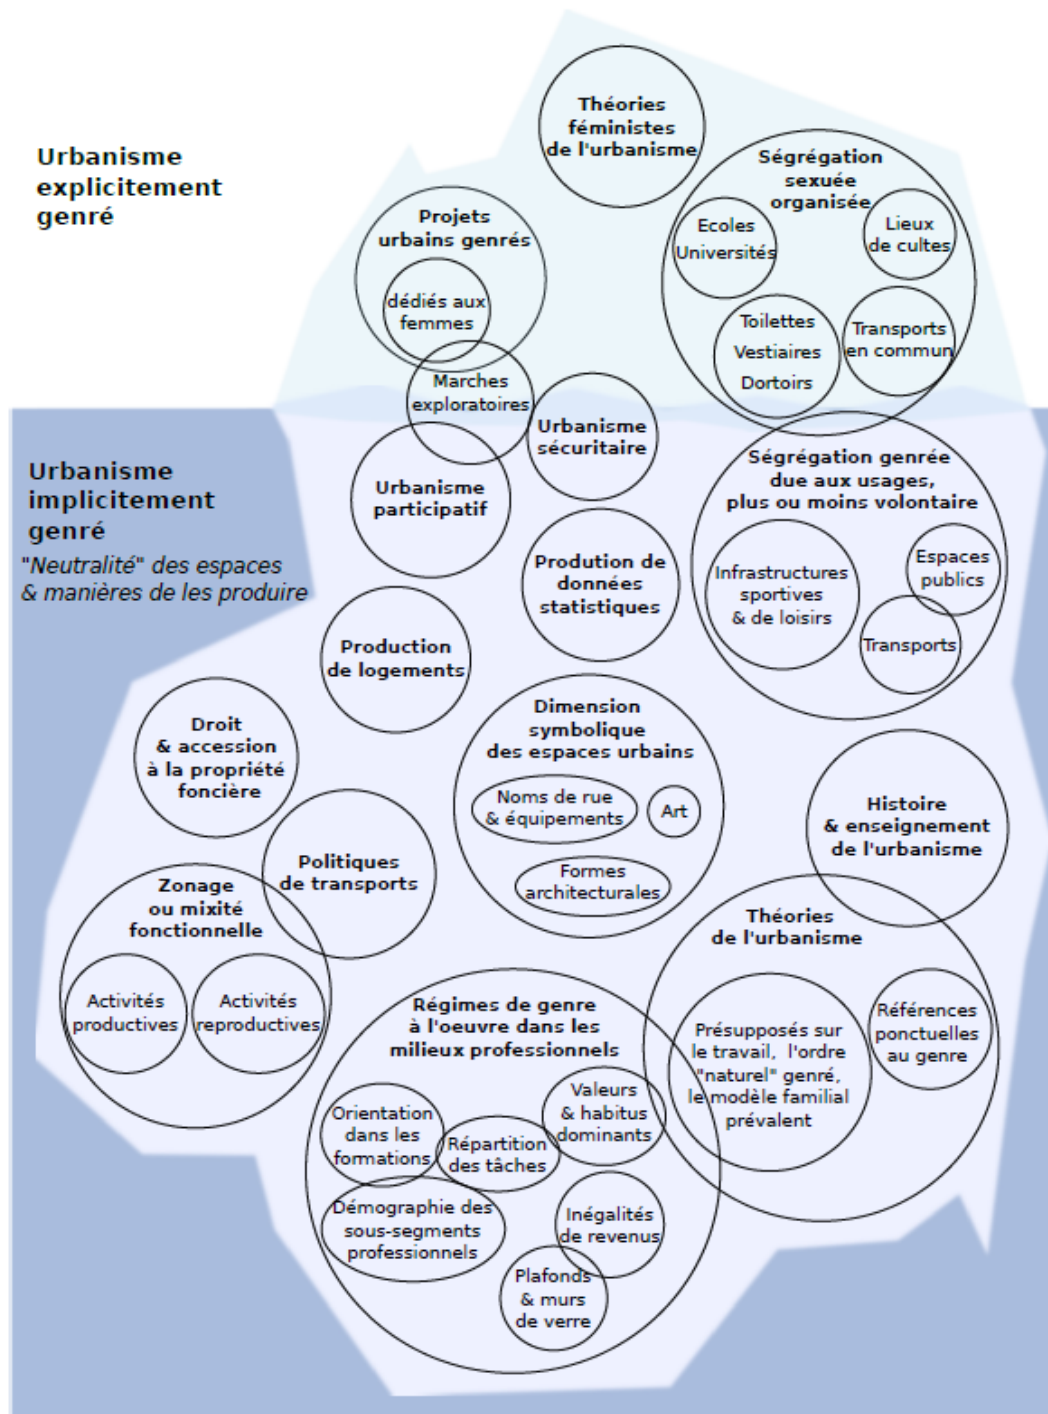 Urbanisme
explicitement
genré
Théories
féministes
de l'urbanisme
Ségrégation
sexuée
organisée
Ecoles
Universités
Lieux
de cultes
Toilettes
Vestiaires
Dortoirs
Transports
en commun
Projets
urbains genrés
dédiés aux
femmes
Marches
exploratoires
Urbanisme
implicitement
genré
"Neutralité" des espaces
& manières de les produire
Urbanisme
sécuritaire
Urbanisme
participatif
Ségrégation genrée
due aux usages,
plus ou moins volontaire
Infrastructures
sportives
& de loisirs
Espaces
publics
Transports
Prodution de
données
statistiques
Production
de logements
Droit
& accession
à la propriété
foncière
Dimension
symbolique
des espaces urbains
Noms de rue
& équipements
Art
Formes
architecturales
Histoire
& enseignement
de l'urbanisme
Politiques
de transports
Zonage
ou mixité
fonctionnelle
Activités
productives
Activités
reproductives
Théories
de l'urbanisme
Présupposés sur
le travail, l'ordre
"naturel" genré,
le modèle familial
prévalent
Références
ponctuelles
au genre
Régimes de genre
à l'oeuvre dans les
milieux professionnels
Orientation
dans les
formations
Répartition
des tâches
Valeurs
& habitus
dominants
Démographie des
sous-segments
professionnels
Inégalités
de revenus
Plafonds
& murs
de verre